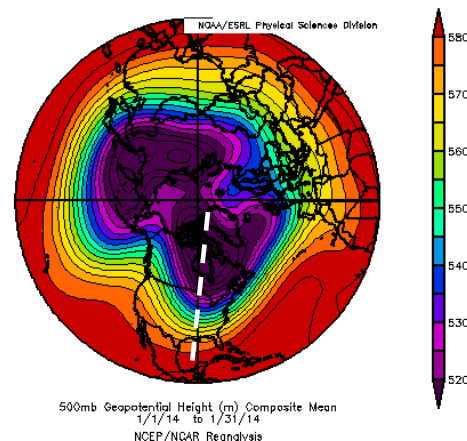 NOAA/ESRL Physical Sciences Division
580
570
560
550
540
530
520
500mb Geopotential Height (m) Composite Mean
1/1/14 to 1/31/14
NCEP/NCAR Reanalysis